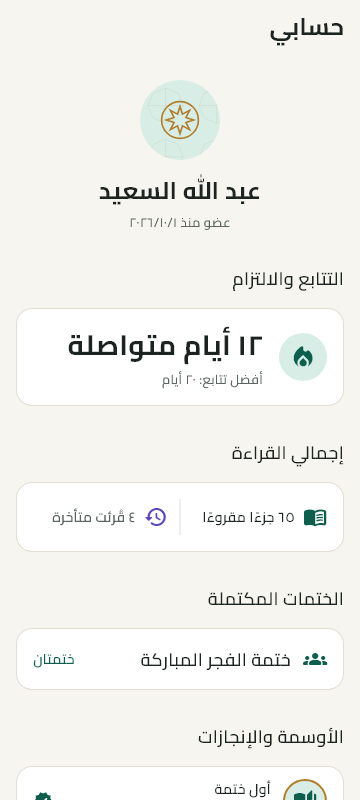 حسابي
عبد الله السعيد
عضو منذ ٢٠٢٦/١٠/١
التتابع والالتزام
١٢ أيام متواصلة
أفضل تتابع: ٢٠ أيام
إجمالي القراءة
٦٥ جزءًا مقروءًا
٤ قُرئت متأخرة
الختمات المكتملة
ختمة الفجر المباركة
ختمتان
الأوسمة والإنجازات
أول ختمة